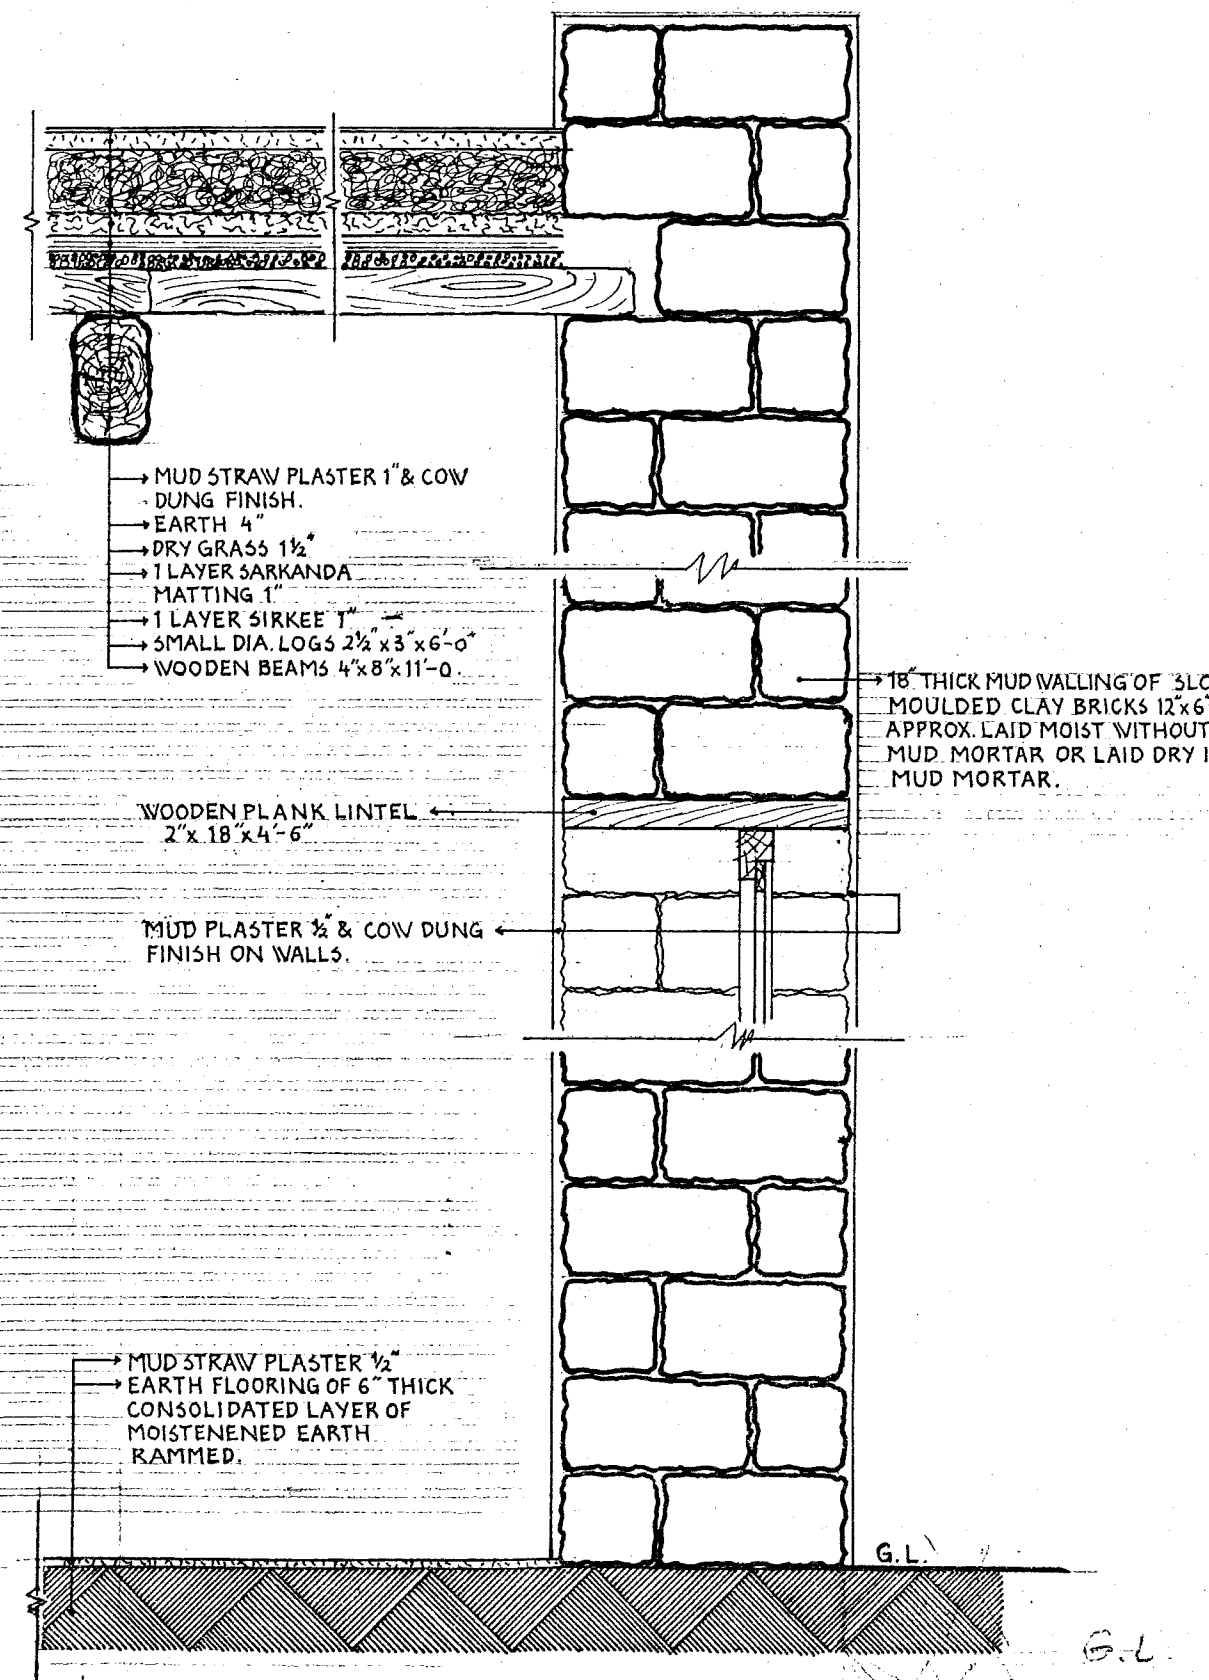 MUD STRAW PLASTER 1" & COW
DUNG FINISH.
EARTH 4"
DRY GRASS 1½"
1 LAYER SARKANDA
MATTING 1"
1 LAYER SIRKEE 1"
SMALL DIA. LOGS 2½" x 3" x 6'-0"
WOODEN BEAMS 4"x8"x11'-0.
18" THICK MUD WALLING OF
MOULDED CLAY BRICKS 12"x6"
APPROX. LAID MOIST WITHOUT
MUD MORTAR OR LAID DRY
MUD MORTAR.
WOODEN PLANK LINTEL
2"x 18"x4'-6"
MUD PLASTER ½" & COW DUNG
FINISH ON WALLS.
MUD STRAW PLASTER ½"
EARTH FLOORING OF 6" THICK
CONSOLIDATED LAYER OF
MOISTENENED EARTH
RAMMED.
G.L.
G.L